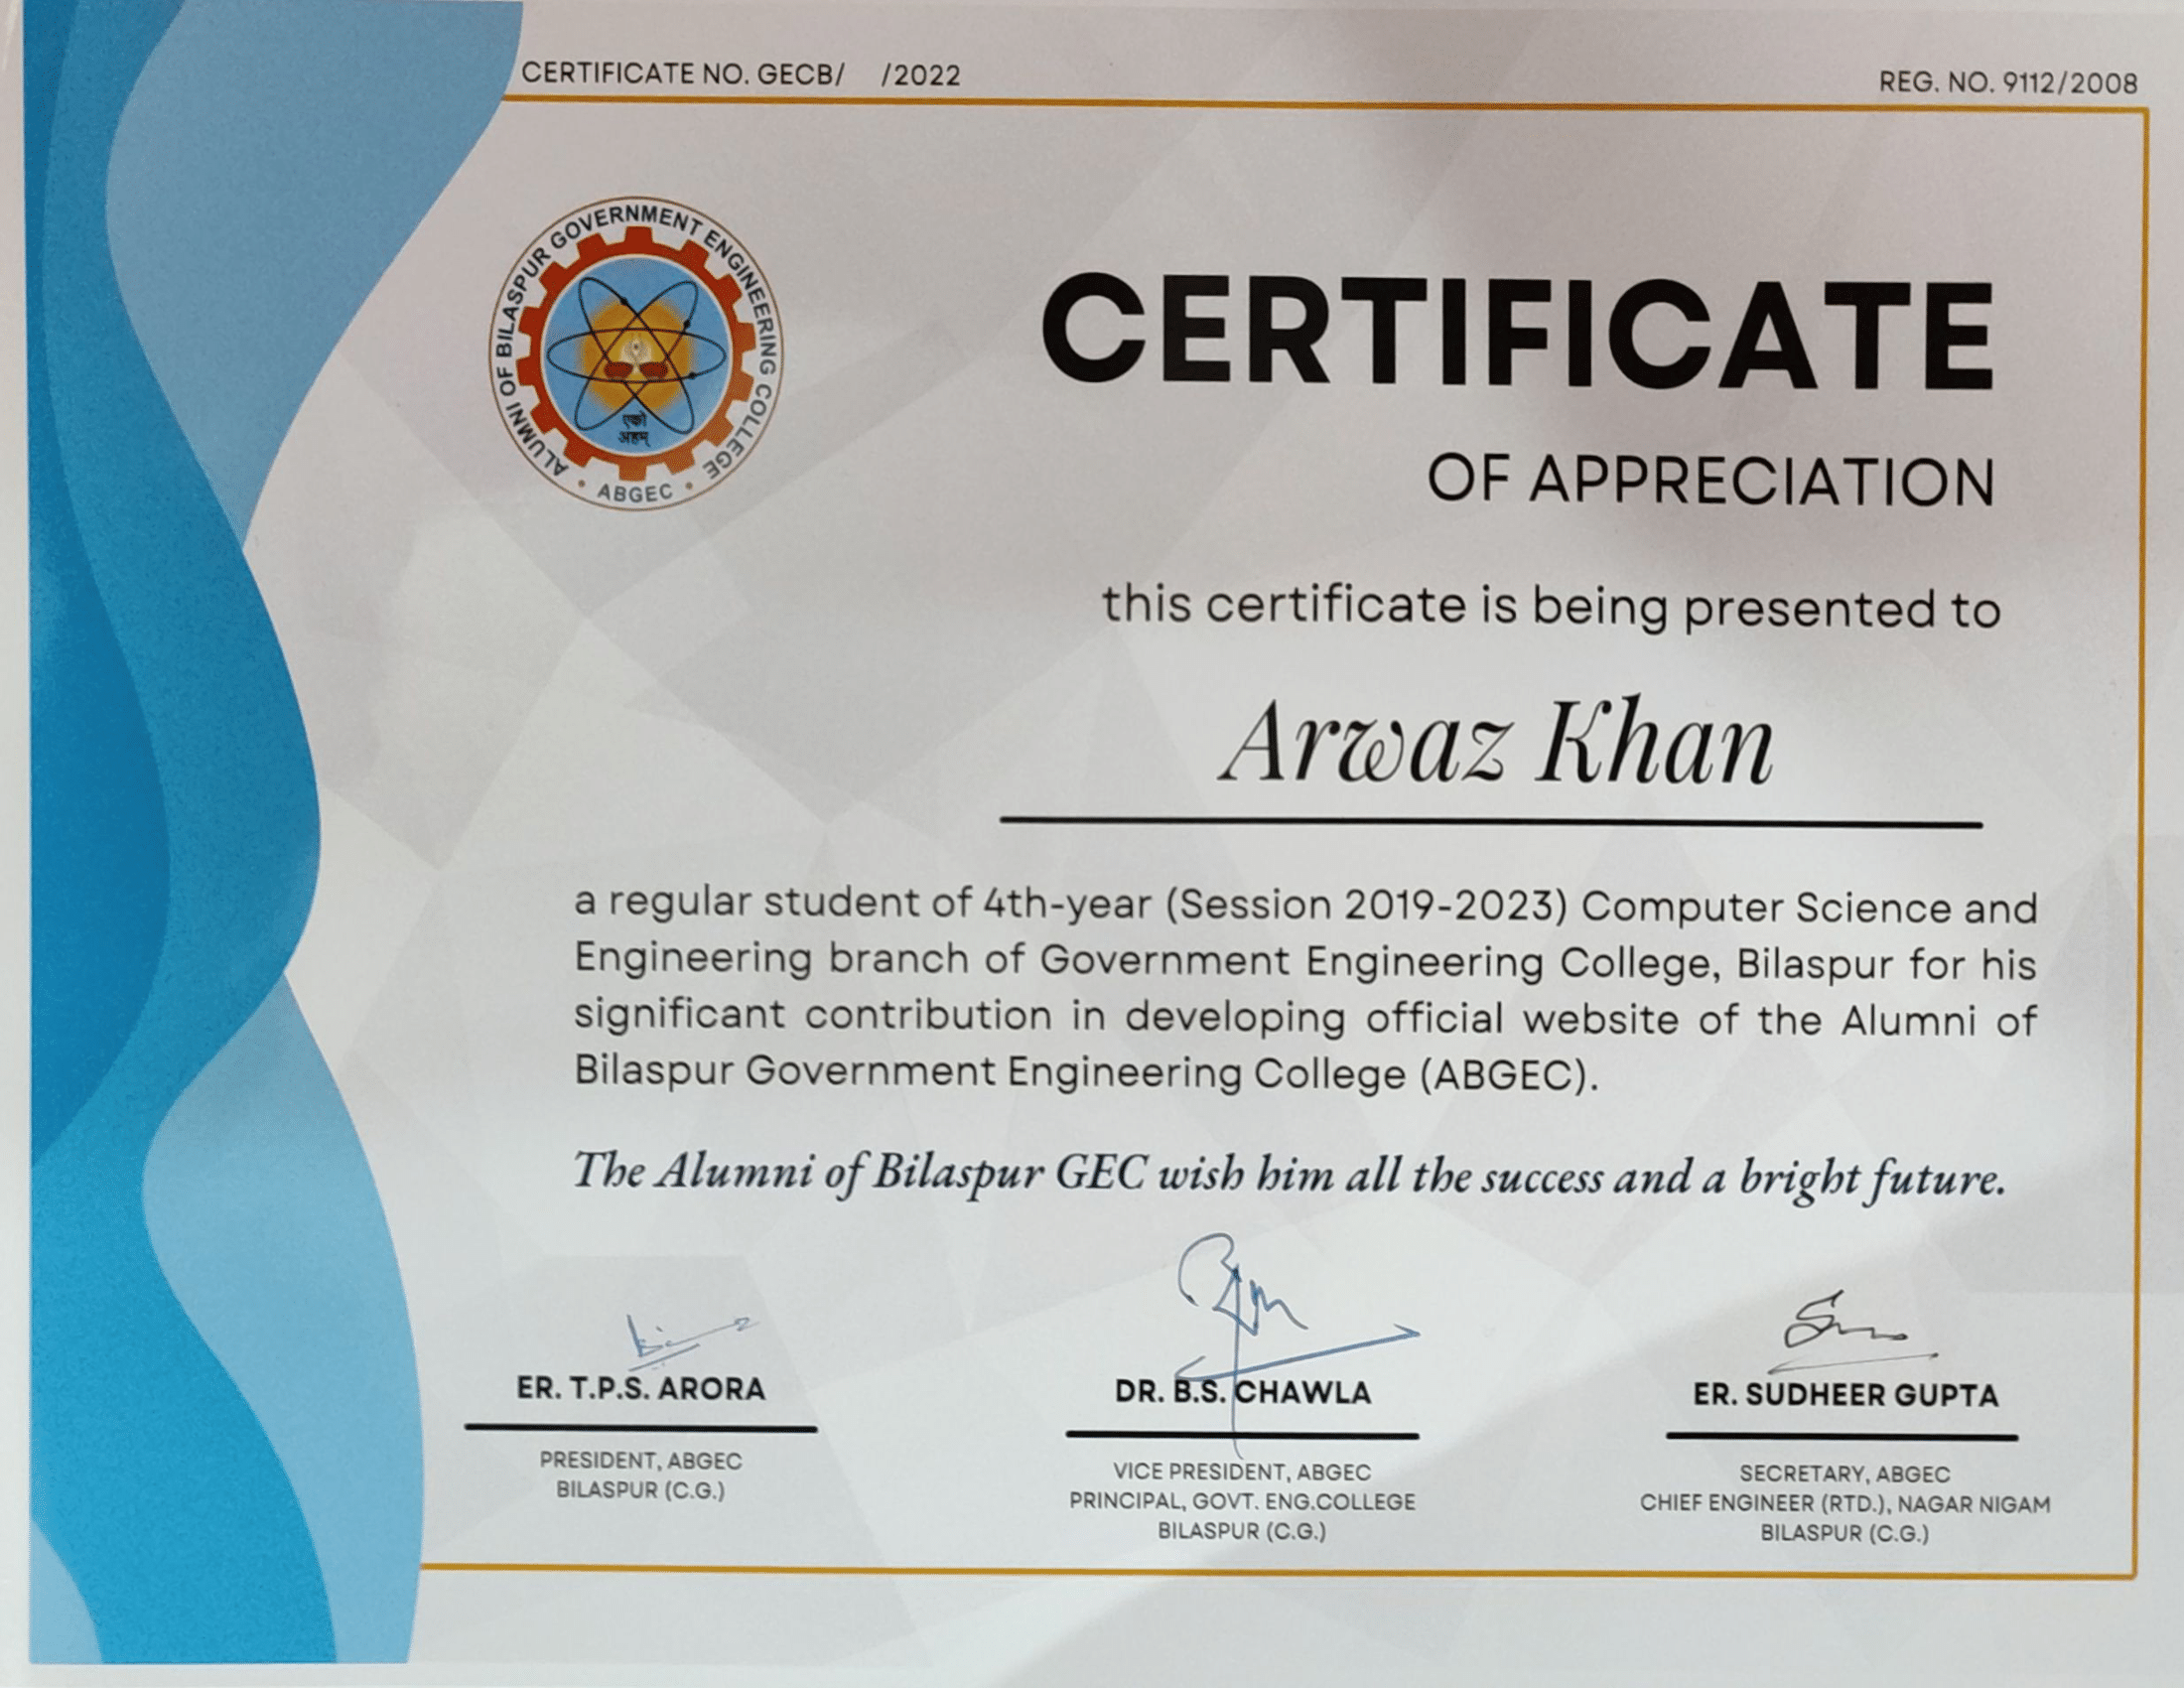 CERTIFICATE NO. GECB/ /2022
REG. NO. 9112/2008
ALUMNI OF BILASPUR GOVERNMENT ENGINEERING COLLEGE
• ABGEC •
एको
अहम्
CERTIFICATE
OF APPRECIATION
this certificate is being presented to
Arwaz Khan
a regular student of 4th-year (Session 2019-2023) Computer Science and
Engineering branch of Government Engineering College, Bilaspur for his
significant contribution in developing official website of the Alumni of
Bilaspur Government Engineering College (ABGEC).
The Alumni of Bilaspur GEC wish him all the success and a bright future.
ER. T.P.S. ARORA
PRESIDENT, ABGEC
BILASPUR (C.G.)
DR. B.S. CHAWLA
VICE PRESIDENT, ABGEC
PRINCIPAL, GOVT. ENG.COLLEGE
BILASPUR (C.G.)
ER. SUDHEER GUPTA
SECRETARY, ABGEC
CHIEF ENGINEER (RTD.), NAGAR NIGAM
BILASPUR (C.G.)